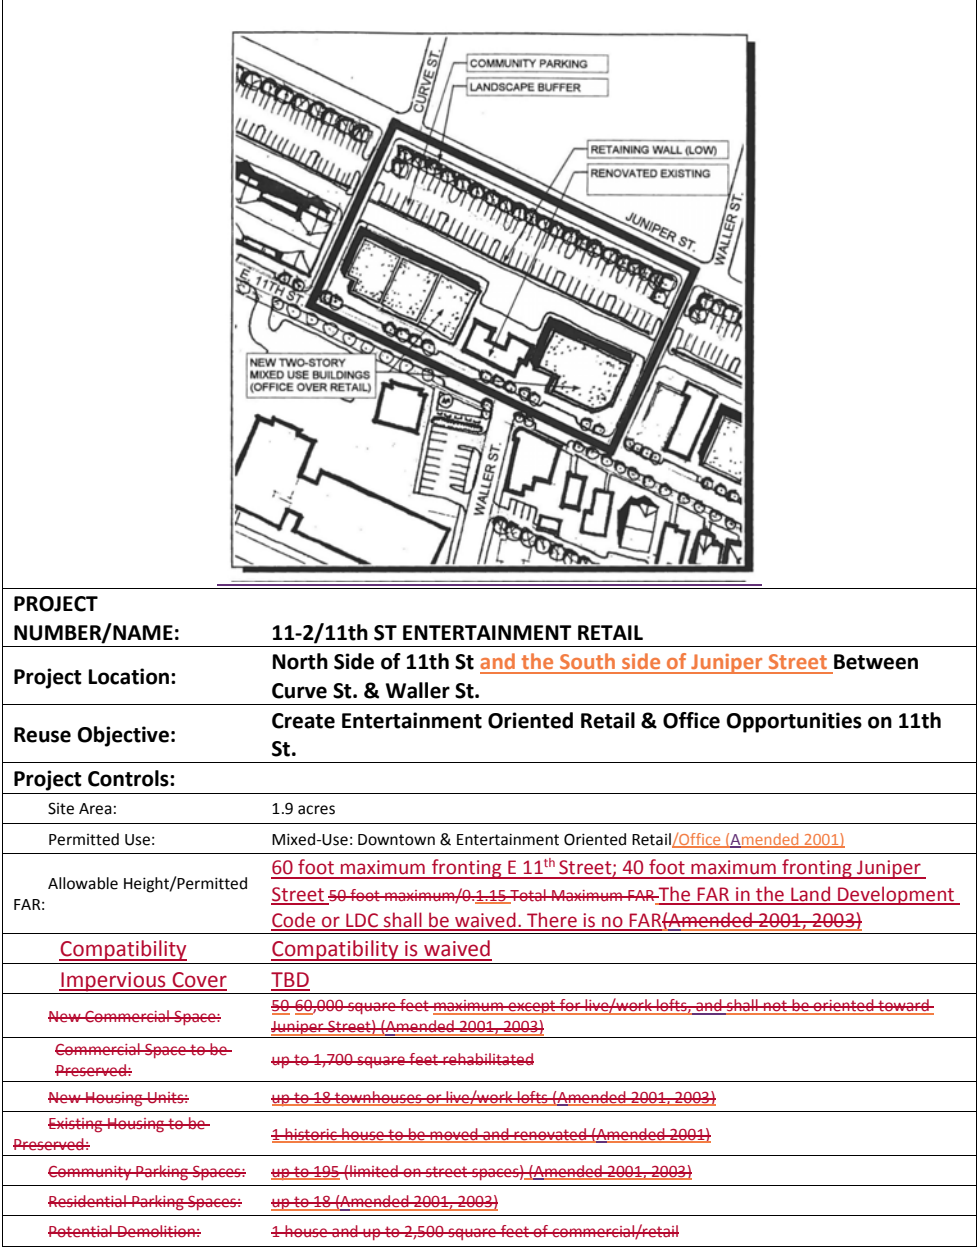 CURVE ST.
COMMUNITY PARKING
LANDSCAPE BUFFER
RETAINING WALL (LOW)
RENOVATED EXISTING
JUNIPER ST.
WALLER ST.
E. 11TH ST
NEW TWO-STORY
MIXED USE BUILDINGS
(OFFICE OVER RETAIL)
WALLER ST.
PROJECT
NUMBER/NAME: 11-2/11th ST ENTERTAINMENT RETAIL
Project Location: North Side of 11th St and the South side of Juniper Street Between
Curve St. & Waller St.
Reuse Objective: Create Entertainment Oriented Retail & Office Opportunities on 11th
St.
Project Controls:
Site Area: 1.9 acres
Permitted Use: Mixed-Use: Downtown & Entertainment Oriented Retail/Office (Amended 2001)
Allowable Height/Permitted
FAR:
60 foot maximum fronting E 11th Street; 40 foot maximum fronting Juniper
Street 50 foot maximum/0.1.15 Total Maximum FAR The FAR in the Land Development
Code or LDC shall be waived. There is no FAR(Amended 2001, 2003)
Compatibility Compatibility is waived
Impervious Cover TBD
New Commercial Space: 50-60,000 square feet maximum except for live/work lofts, and shall not be oriented toward
Juniper Street) (Amended 2001, 2003)
Commercial Space to be
Preserved: up to 1,700 square feet rehabilitated
New Housing Units: up to 18 townhouses or live/work lofts (Amended 2001, 2003)
Existing Housing to be
Preserved: 1 historic house to be moved and renovated (Amended 2001)
Community Parking Spaces: up to 195 (limited on street spaces) (Amended 2001, 2003)
Residential Parking Spaces: up to 18 (Amended 2001, 2003)
Potential Demolition: 1 house and up to 2,500 square feet of commercial/retail